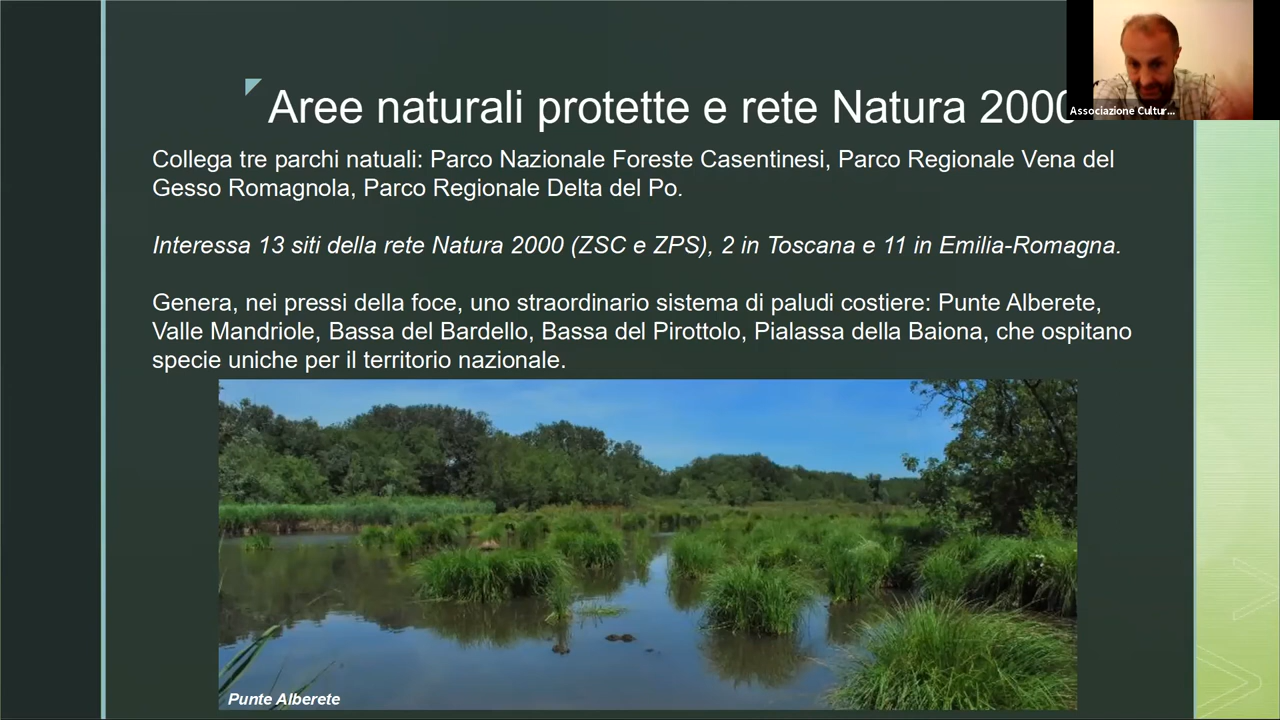 Aree naturali protette e rete Natura 2000
Associazione Cultur...
Collega tre parchi natuali: Parco Nazionale Foreste Casentinesi, Parco Regionale Vena del
Gesso Romagnola, Parco Regionale Delta del Po.
Interessa 13 siti della rete Natura 2000 (ZSC e ZPS), 2 in Toscana e 11 in Emilia-Romagna.
Genera, nei pressi della foce, uno straordinario sistema di paludi costiere: Punte Alberete,
Valle Mandriole, Bassa del Bardello, Bassa del Pirottolo, Pialassa della Baiona, che ospitano
specie uniche per il territorio nazionale.
Punte Alberete